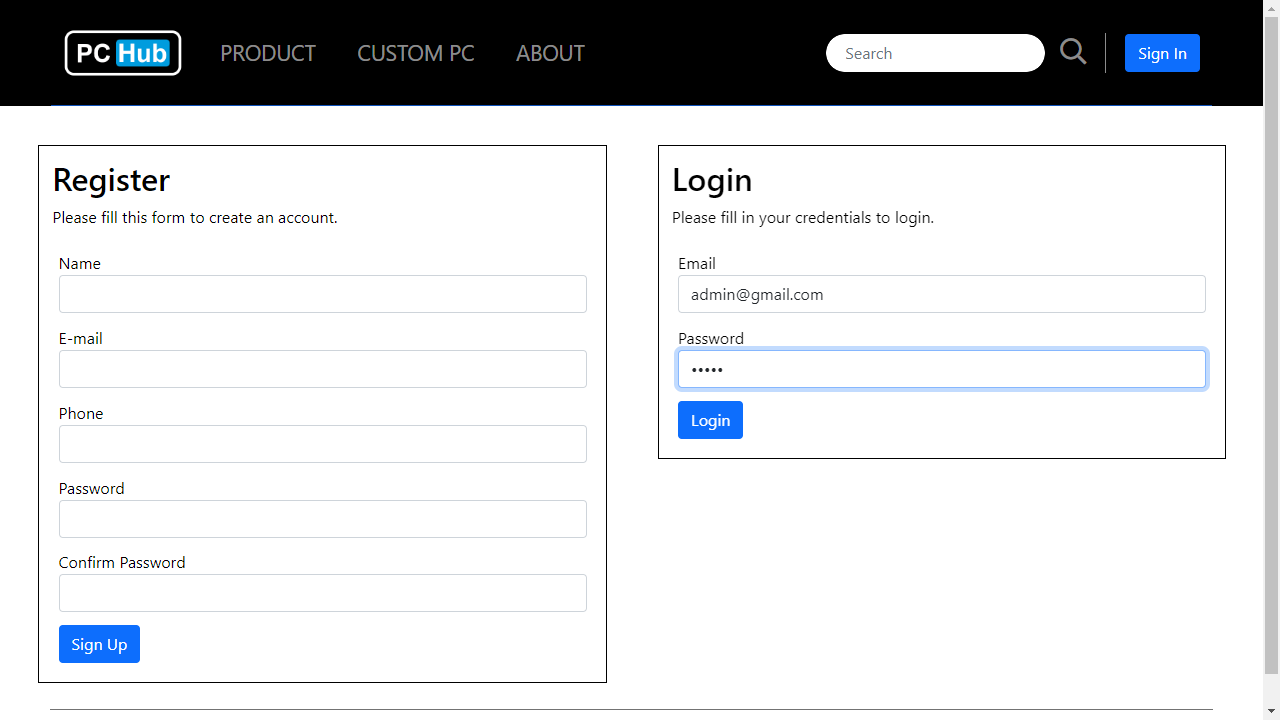 PC Hub PRODUCT CUSTOM PC ABOUT Search Sign In
Register
Please fill this form to create an account.
Name
E-mail
Phone
Password
Confirm Password
Sign Up
Login
Please fill in your credentials to login.
Email
admin@gmail.com
Password
•••••
Login